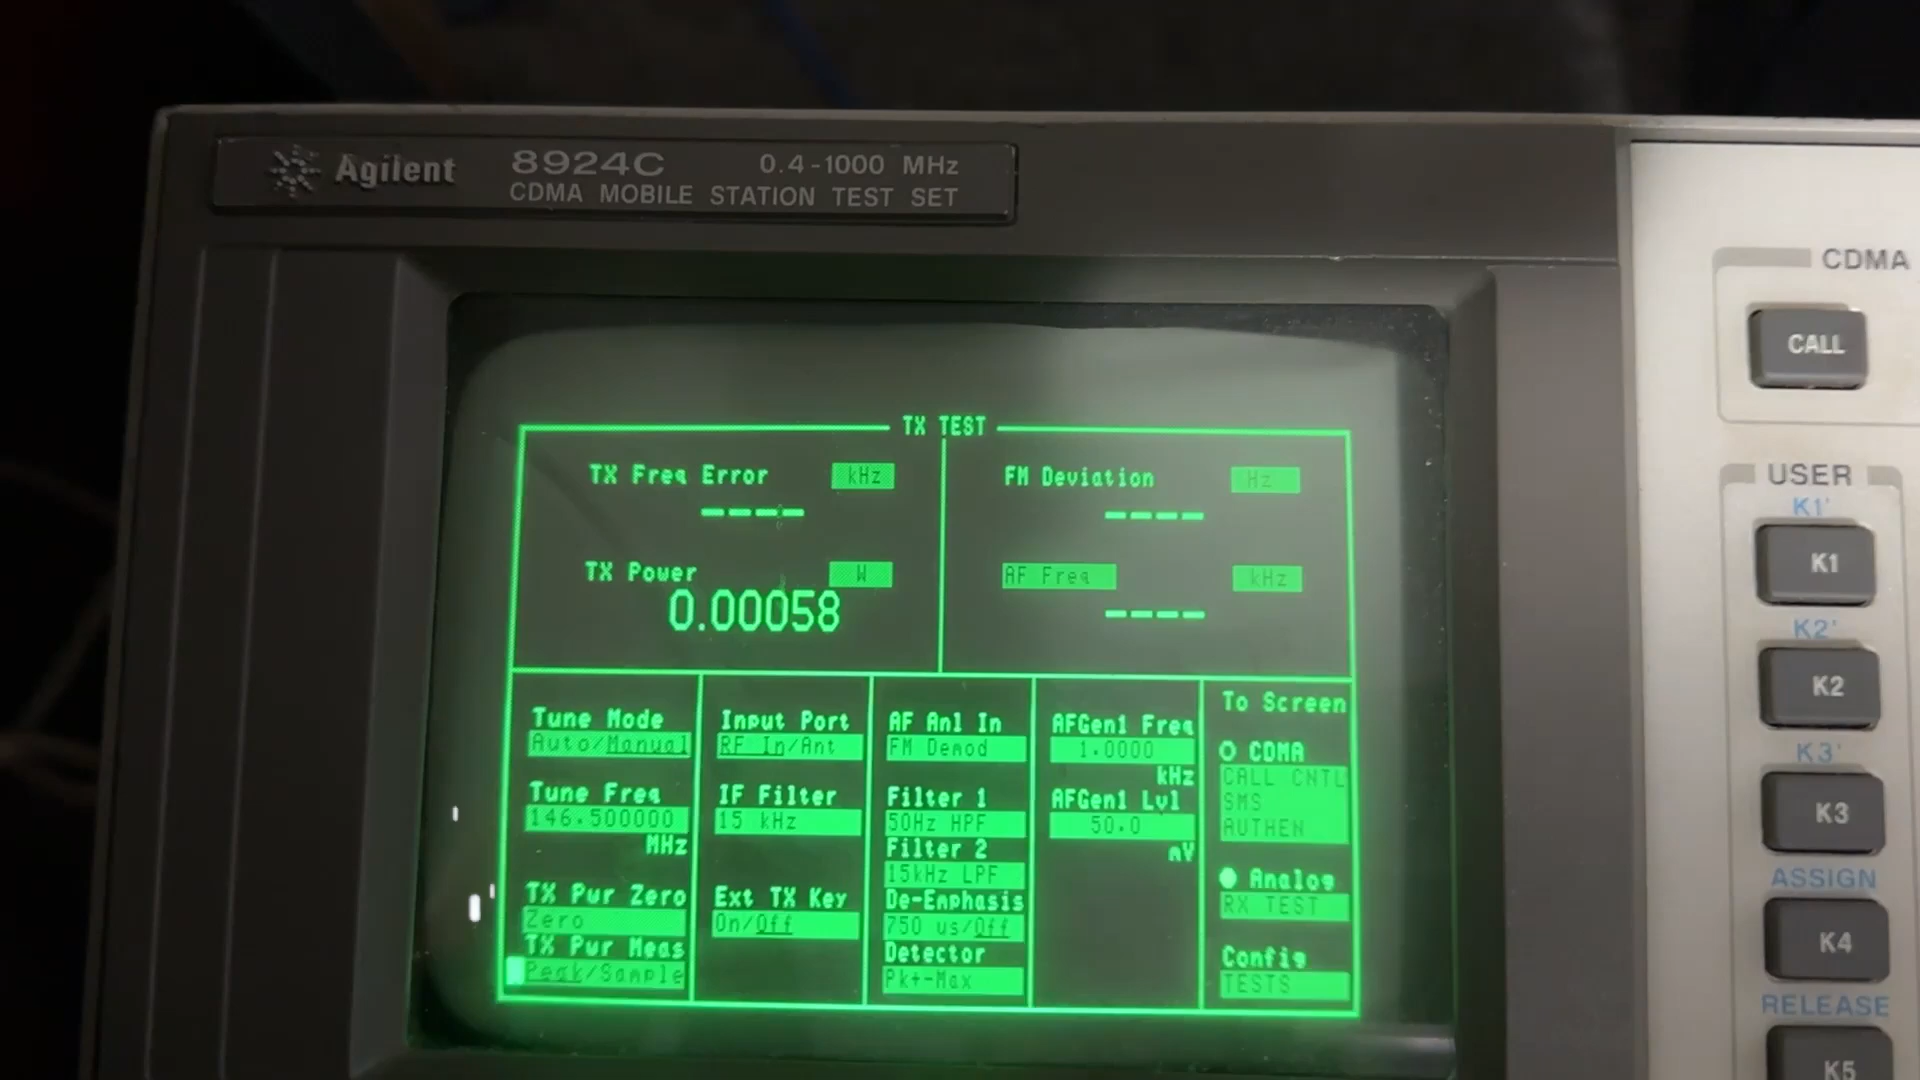 Agilent 8924C 0.4-1000 MHz
CDMA MOBILE STATION TEST SET
TX TEST
TX Freq Error kHz
----
TX Power W
0.00058
FM Deviation Hz
----
AF Freq kHz
----
Tune Mode
Auto/Manual
Tune Freq
146.500000
MHz
TX Pwr Zero
Zero
TX Pwr Meas
Peak/Sample
Input Port
RF In/Ant
IF Filter
15 kHz
Ext TX Key
On/Off
AF Anl In
FM Demod
Filter 1
50Hz HPF
Filter 2
15kHz LPF
De-Emphasis
750 us/Off
Detector
Pk+-Max
AFGen1 Freq
1.0000
kHz
AFGen1 Lvl
50.0
mV
To Screen
CDMA
CALL CNTL
SMS
AUTHEN
Analog
RX TEST
Config
TESTS
CDMA
CALL
USER
K1'
K1
K2'
K2
K3'
K3
ASSIGN
K4
RELEASE
K5